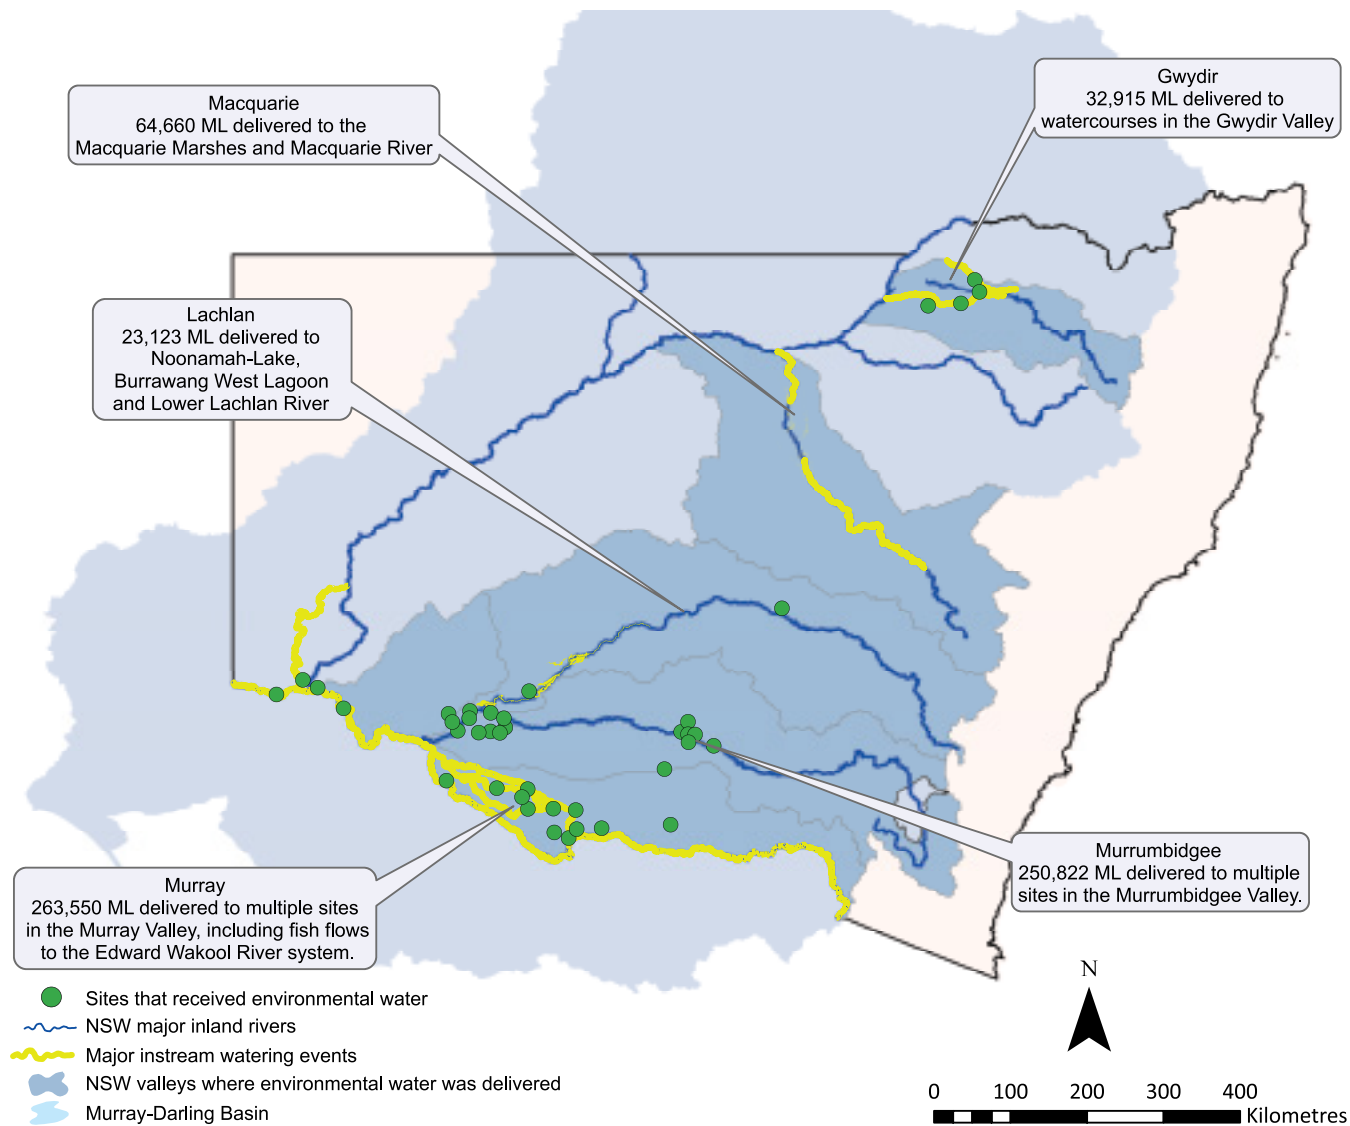 Gwydir
32,915 ML delivered to
watercourses in the Gwydir Valley
Macquarie
64,660 ML delivered to the
Macquarie Marshes and Macquarie River
Lachlan
23,123 ML delivered to
Noonamah-Lake,
Burrawang West Lagoon
and Lower Lachlan River
Murrumbidgee
250,822 ML delivered to multiple
sites in the Murrumbidgee Valley.
Murray
263,550 ML delivered to multiple sites
in the Murray Valley, including fish flows
to the Edward Wakool River system.
Sites that received environmental water
NSW major inland rivers
Major instream watering events
NSW valleys where environmental water was delivered
Murray-Darling Basin
N
0 100 200 300 400
Kilometres